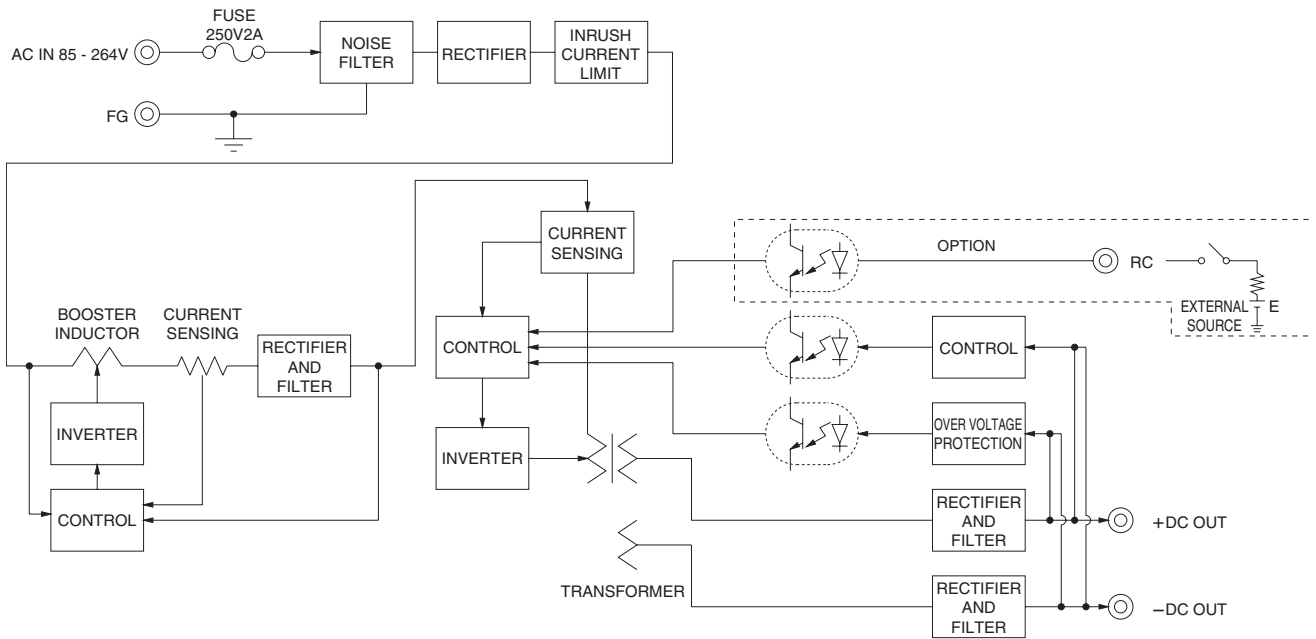 FUSE
250V2A
AC IN 85 - 264V
NOISE
FILTER
RECTIFIER
INRUSH
CURRENT
LIMIT
FG
CURRENT
SENSING
OPTION
RC
EXTERNAL
SOURCE
E
BOOSTER
INDUCTOR
CURRENT
SENSING
RECTIFIER
AND
FILTER
CONTROL
CONTROL
INVERTER
INVERTER
OVER VOLTAGE
PROTECTION
CONTROL
RECTIFIER
AND
FILTER
+DC OUT
TRANSFORMER
RECTIFIER
AND
FILTER
−DC OUT